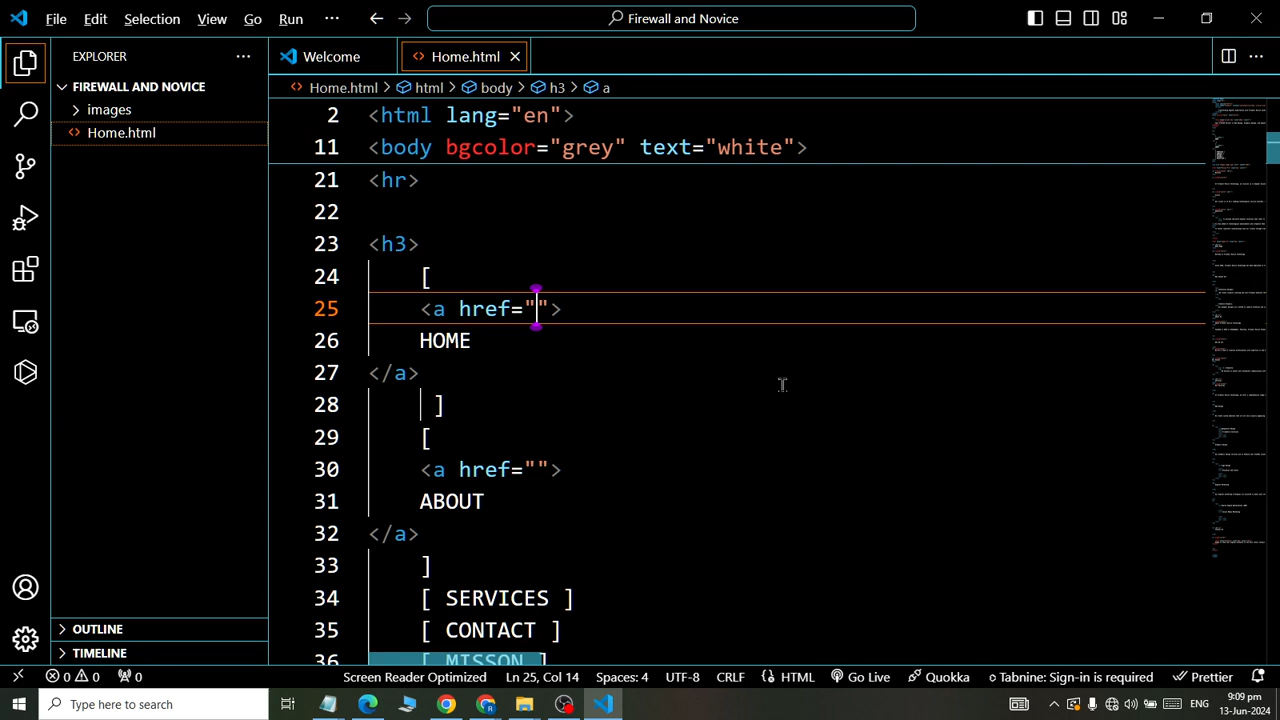 File Edit Selection View Go Run ··· Firewall and Novice
EXPLORER ···
Welcome Home.html
FIREWALL AND NOVICE
images
Home.html
Home.html > html > body > h3 > a
2 <html lang="en" >
11 <body bgcolor="grey" text="white">
21 <hr>
22
23 <h3>
24 [
25 <a href="">
26 HOME
27 </a>
28 ]
29 [
30 <a href="">
31 ABOUT
32 </a>
33 ]
34 [ SERVICES ]
35 [ CONTACT ]
36 [ MISSON ]
OUTLINE
TIMELINE
0 0 0 Screen Reader Optimized Ln 25, Col 14 Spaces: 4 UTF-8 CRLF {} HTML Go Live Quokka Tabnine: Sign-in is required Prettier
Type here to search
ENG
9:09 pm
13-Jun-2024